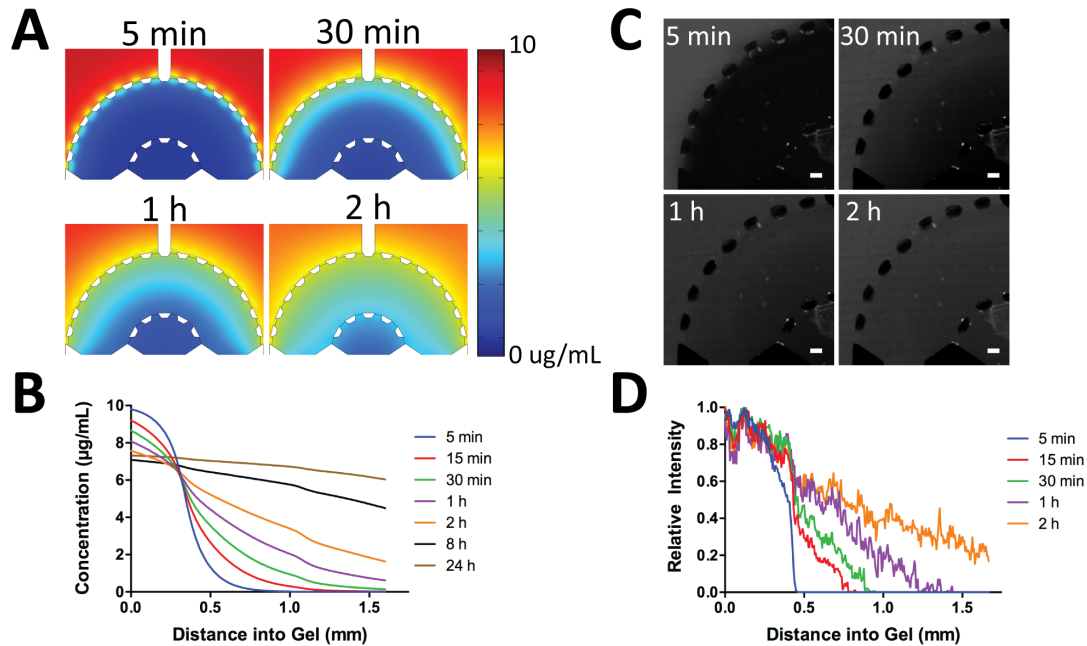 A
5 min
30 min
10
1 h
2 h
0 ug/mL
B
Concentration (µg/mL)
10
8
6
4
2
0
0.0
0.5
1.0
1.5
Distance into Gel (mm)
5 min
15 min
30 min
1 h
2 h
8 h
24 h
C
5 min
30 min
1 h
2 h
D
Relative Intensity
1.0
0.8
0.6
0.4
0.2
0.0
0.0
0.5
1.0
1.5
Distance into Gel (mm)
5 min
15 min
30 min
1 h
2 h